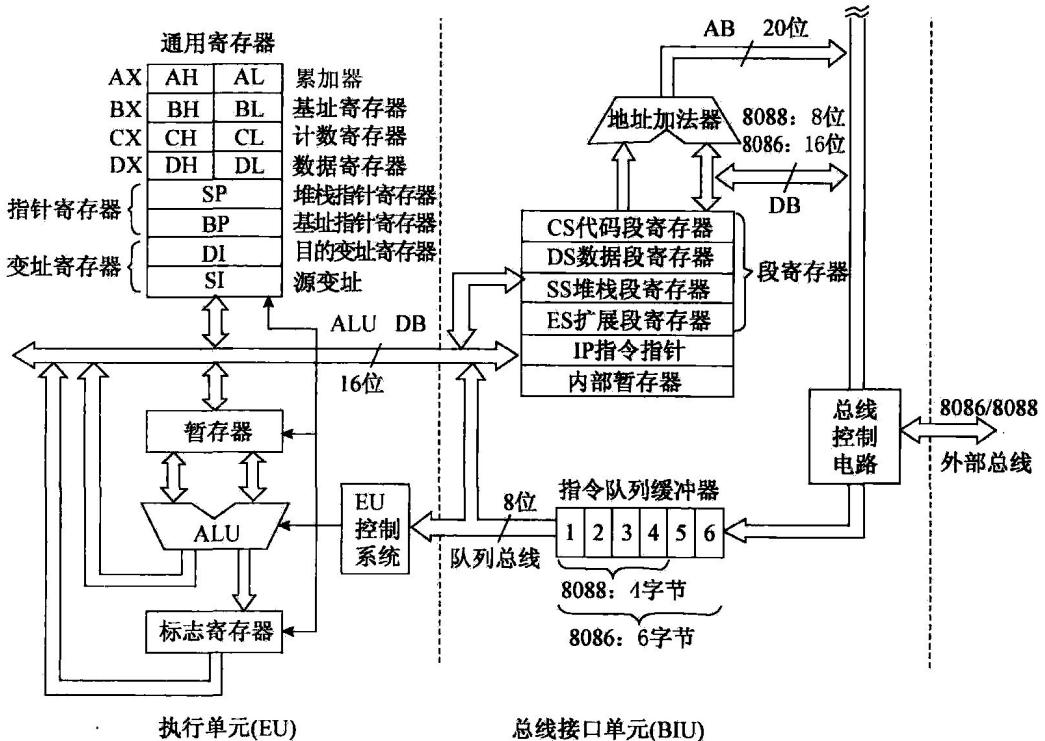 通用寄存器
AX AH AL 累加器
BX BH BL 基址寄存器
CX CH CL 计数寄存器
DX DH DL 数据寄存器
指针寄存器
SP 堆栈指针寄存器
BP 基址指针寄存器
变址寄存器
DI 目的变址寄存器
SI 源变址
ALU DB
16位
暂存器
ALU
标志寄存器
EU
控制
系统
执行单元(EU)
AB 20位
地址加法器
8088：8位
8086：16位
DB
CS代码段寄存器
DS数据段寄存器
SS堆栈段寄存器
ES扩展段寄存器
段寄存器
IP指令指针
内部暂存器
指令队列缓冲器
8位
队列总线
1 2 3 4 5 6
8088：4字节
8086：6字节
总线接口单元(BIU)
总线
控制
电路
8086/8088
外部总线